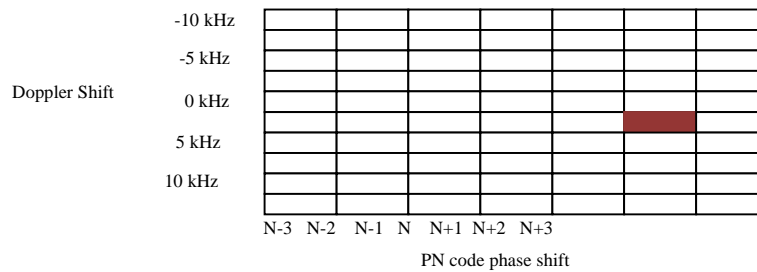 -10 kHz
-5 kHz
Doppler Shift
0 kHz
5 kHz
10 kHz
N-3 N-2 N-1 N N+1 N+2 N+3
PN code phase shift